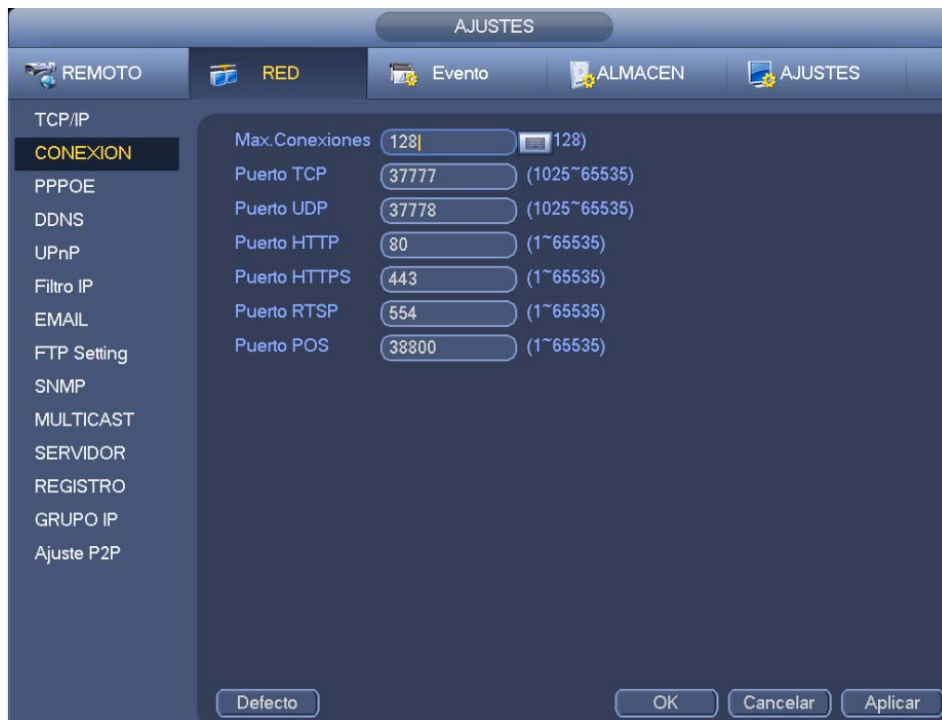 AJUSTES
REMOTO
RED
Evento
ALMACEN
AJUSTES
TCP/IP
CONEXION
PPPOE
DDNS
UPnP
Filtro IP
EMAIL
FTP Setting
SNMP
MULTICAST
SERVIDOR
REGISTRO
GRUPO IP
Ajuste P2P
Max.Conexiones 128 128)
Puerto TCP 37777 (1025~65535)
Puerto UDP 37778 (1025~65535)
Puerto HTTP 80 (1~65535)
Puerto HTTPS 443 (1~65535)
Puerto RTSP 554 (1~65535)
Puerto POS 38800 (1~65535)
Defecto
OK
Cancelar
Aplicar